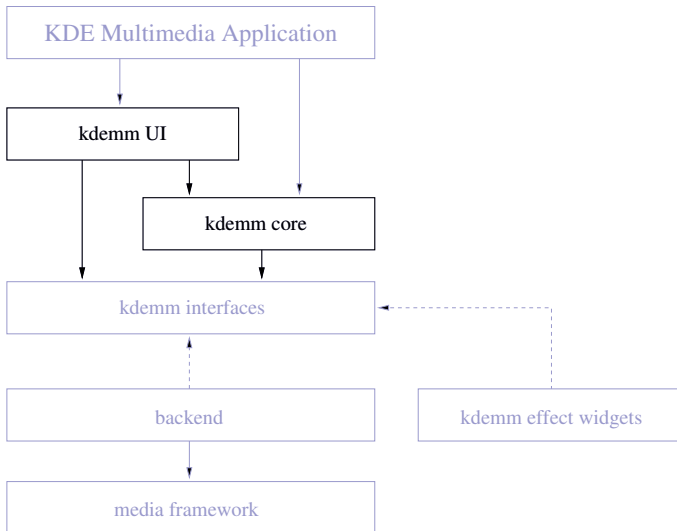 KDE Multimedia Application
kdemm UI
kdemm core
kdemm interfaces
backend
kdemm effect widgets
media framework